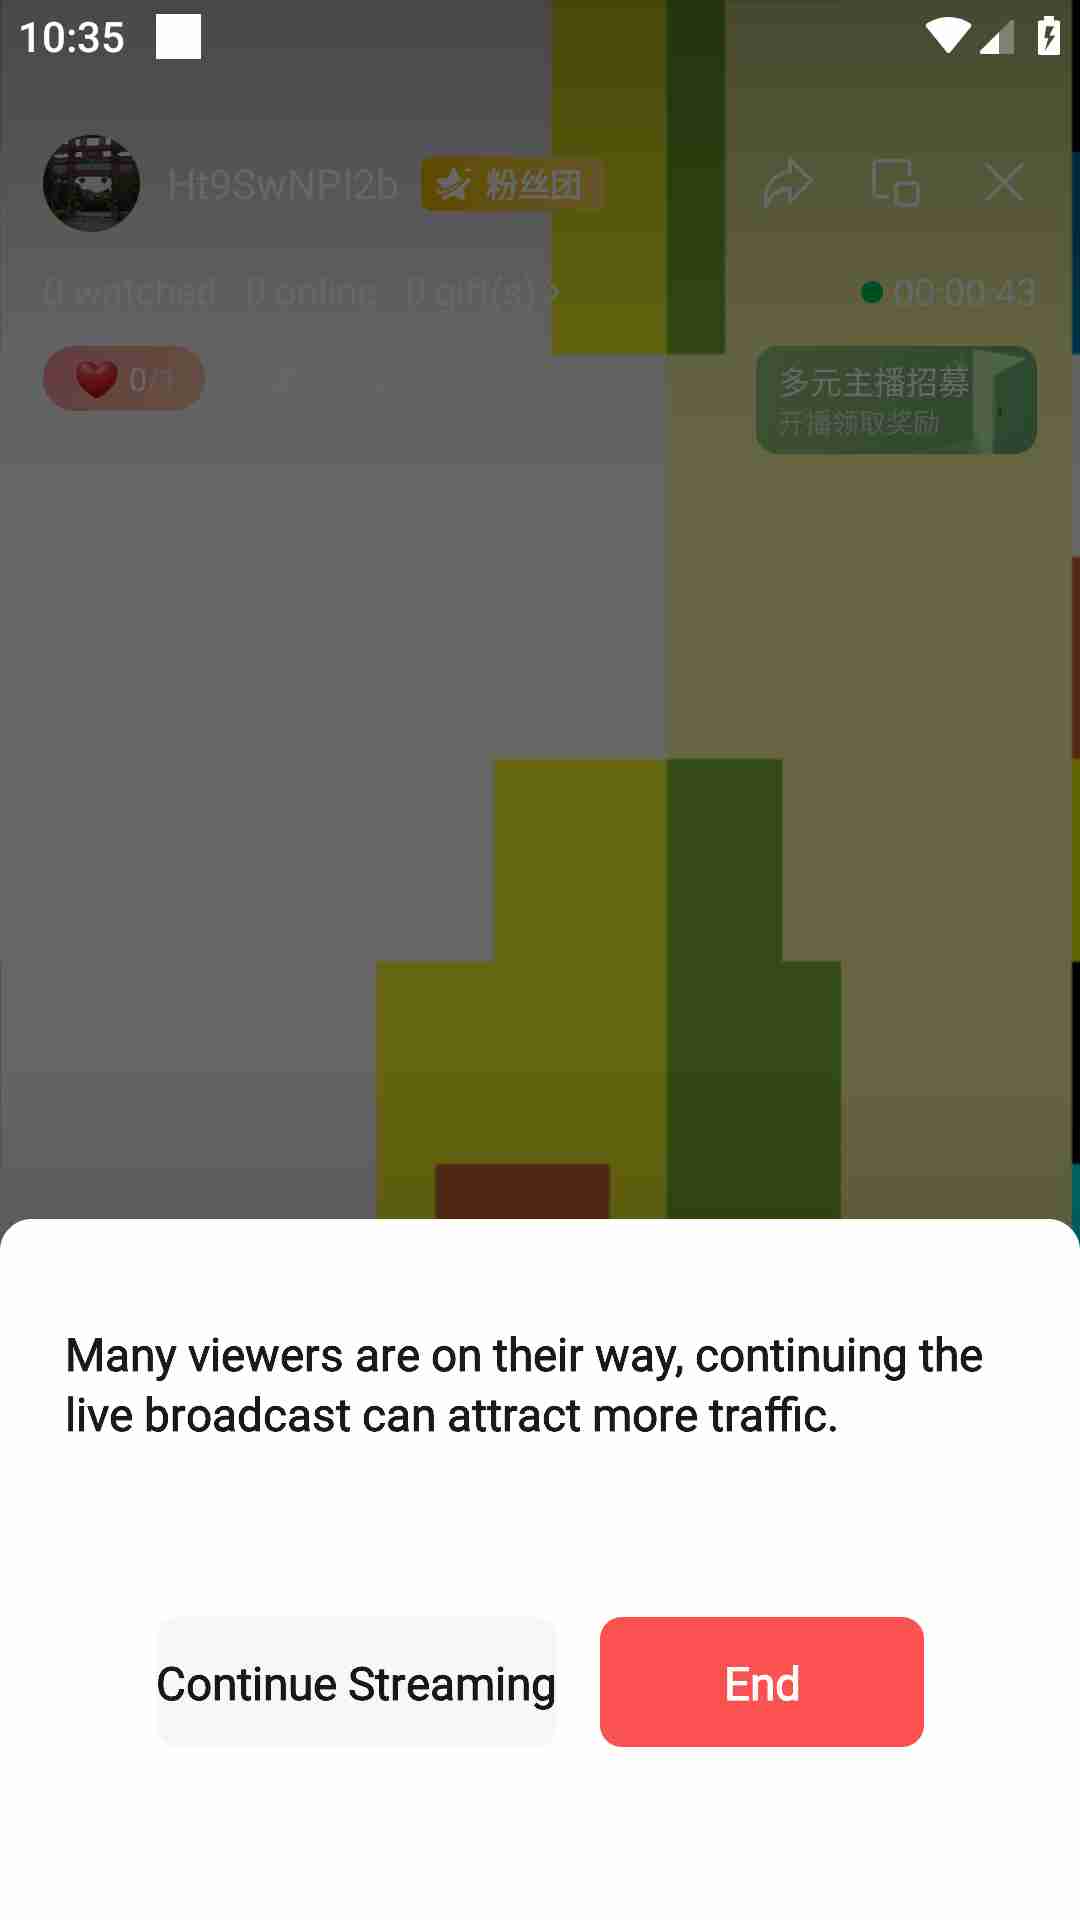 10:35
Ht9SwNPI2b 粉丝团
0 watched 0 online 0 gift(s) 00:00:43
0/1
多元主播招募
开播领取奖励
Many viewers are on their way, continuing the
live broadcast can attract more traffic.
Continue Streaming End